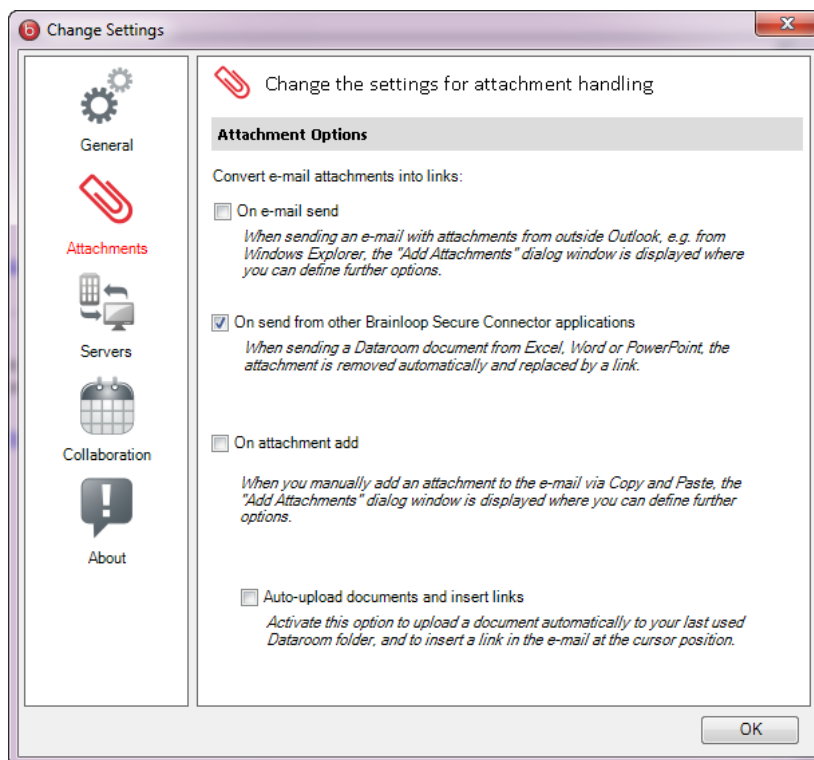 Change Settings
General
Attachments
Servers
Collaboration
About
Change the settings for attachment handling
Attachment Options
Convert e-mail attachments into links:
On e-mail send
When sending an e-mail with attachments from outside Outlook, e.g. from
Windows Explorer, the "Add Attachments" dialog window is displayed where
you can define further options.
On send from other Brainloop Secure Connector applications
When sending a Dataroom document from Excel, Word or PowerPoint, the
attachment is removed automatically and replaced by a link.
On attachment add
When you manually add an attachment to the e-mail via Copy and Paste, the
"Add Attachments" dialog window is displayed where you can define further
options.
Auto-upload documents and insert links
Activate this option to upload a document automatically to your last used
Dataroom folder, and to insert a link in the e-mail at the cursor position.
OK